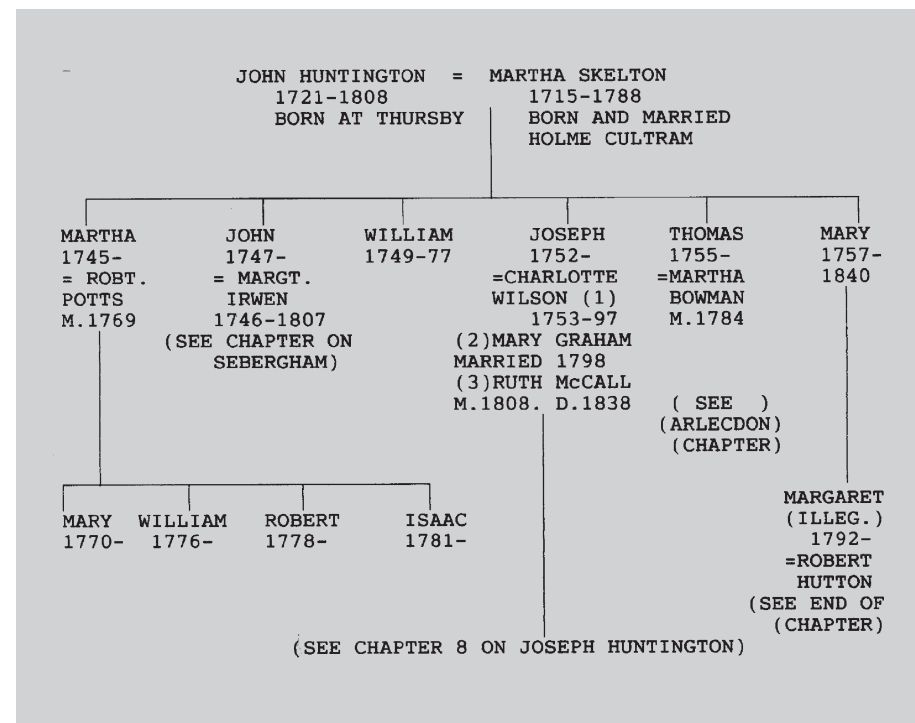 JOHN HUNTINGTON = MARTHA SKELTON
1721-1808 1715-1788
BORN AT THURSBY BORN AND MARRIED
HOLME CULTRAM
MARTHA JOHN WILLIAM JOSEPH THOMAS MARY
1745- 1747- 1749-77 1752- 1755- 1757-
= ROBT. = MARGT. =CHARLOTTE =MARTHA 1840
POTTS IRWEN WILSON (1) BOWMAN
M.1769 1746-1807 1753-97 M.1784
(SEE CHAPTER ON (2)MARY GRAHAM
SEBERGHAM) MARRIED 1798
(3)RUTH McCALL
M.1808. D.1838 ( SEE )
(ARLECDON)
(CHAPTER)
MARGARET
MARY WILLIAM ROBERT ISAAC (ILLEG.)
1770- 1776- 1778- 1781- 1792-
=ROBERT
HUTTON
(SEE END OF
(CHAPTER)
(SEE CHAPTER 8 ON JOSEPH HUNTINGTON)